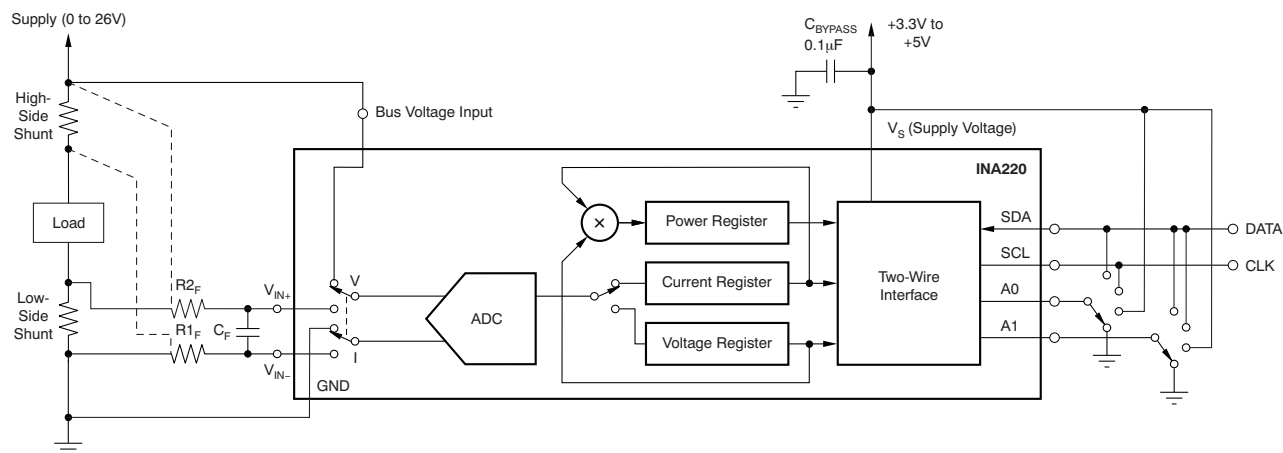 Supply (0 to 26V)
High-
Side
Shunt
Load
Low-
Side
Shunt
R2F
R1F
CF
VIN+
VIN−
Bus Voltage Input
CBYPASS
0.1μF
+3.3V to
+5V
VS (Supply Voltage)
INA220
V
I
GND
ADC
×
Power Register
Current Register
Voltage Register
Two-Wire
Interface
SDA
SCL
A0
A1
DATA
CLK